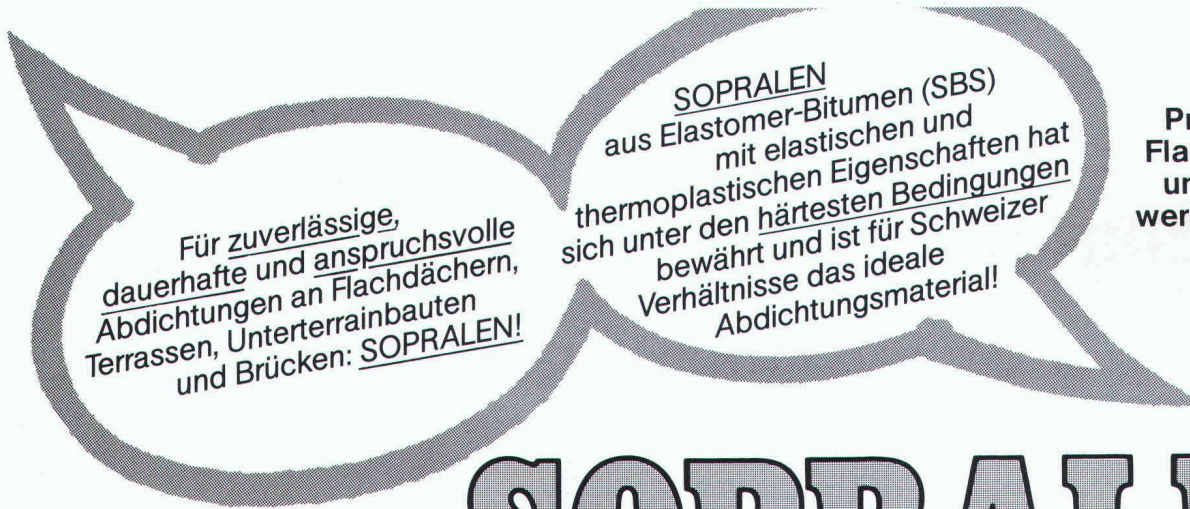 Für zuverlässige,
dauerhafte und anspruchsvolle
Abdichtungen an Flachdächern,
Terrassen, Unterterrainbauten
und Brücken: SOPRALEN!
SOPRALEN
aus Elastomer-Bitumen (SBS)
mit elastischen und
thermoplastischen Eigenschaften hat
sich unter den härtesten Bedingungen
bewährt und ist für Schweizer
Verhältnisse das ideale
Abdichtungsmaterial!